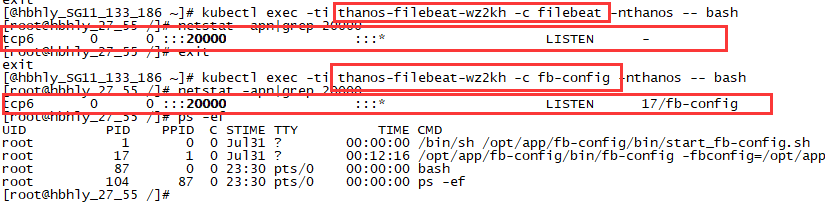 exit
[@hbhly_SG11_133_186 ~]# kubectl exec -ti thanos-filebeat-wz2kh -c filebeat -nthanos -- bash
[root@hbhly_27_55 /]# netstat -apn|grep 20000
tcp6 0 0 :::20000 :::* LISTEN -
[root@hbhly_27_55 /]# exit
exit
[@hbhly_SG11_133_186 ~]# kubectl exec -ti thanos-filebeat-wz2kh -c fb-config -nthanos -- bash
[root@hbhly_27_55 /]# netstat -apn|grep 20000
tcp6 0 0 :::20000 :::* LISTEN 17/fb-config
[root@hbhly_27_55 /]# ps -ef
UID PID PPID C STIME TTY TIME CMD
root 1 0 0 Jul31 ? 00:00:00 /bin/sh /opt/app/fb-config/bin/start_fb-config.sh
root 17 1 0 Jul31 ? 00:12:16 /opt/app/fb-config/bin/fb-config -fbconfig=/opt/app
root 87 0 0 23:30 pts/0 00:00:00 bash
root 104 87 0 23:30 pts/0 00:00:00 ps -ef
[root@hbhly_27_55 /]#